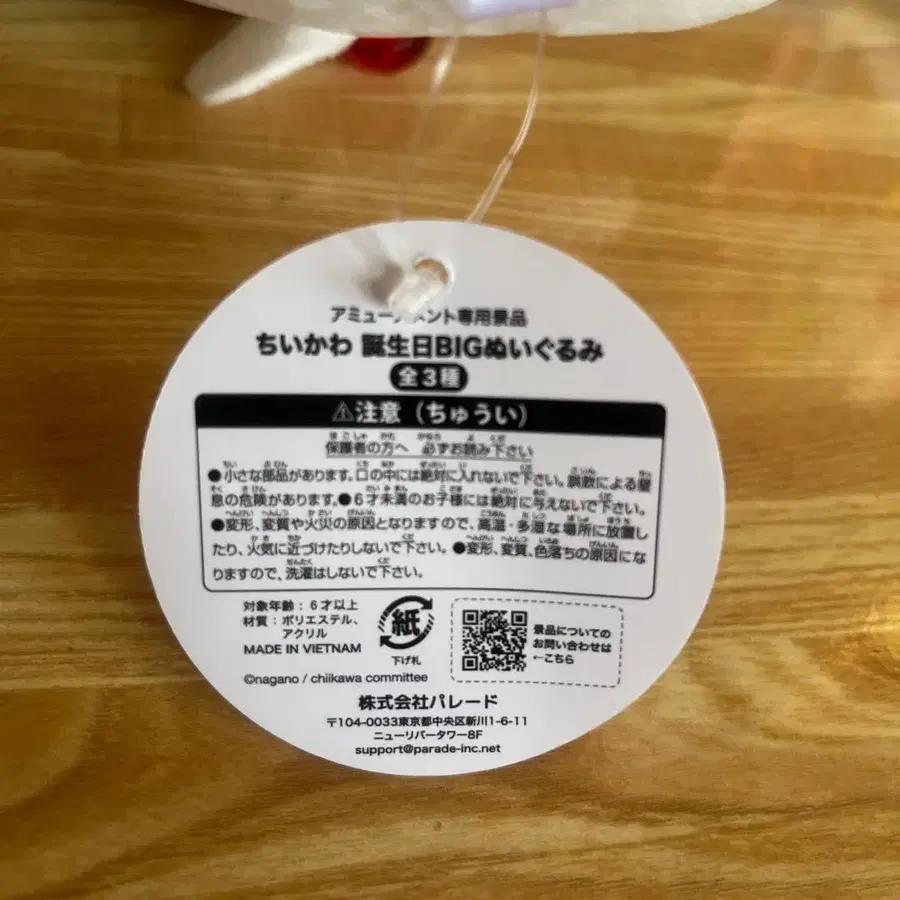 アミューズメント専用景品
ちいかわ 誕生日BIGぬいぐるみ
全3種
⚠注意（ちゅうい）
保護者の方へ 必ずお読み下さい
●小さな部品があります。口の中には絶対に入れないで下さい。誤飲による窒
息の危険があります。●6才未満のお子様には絶対に与えないで下さい。
●変形、変質や火災の原因となりますので、高温・多湿な場所に放置し
たり、火気に近づけたりしないで下さい。●変形、変質、色落ちの原因にな
りますので、洗濯はしないで下さい。
対象年齢：6才以上
材質：ポリエステル、
アクリル
MADE IN VIETNAM
紙
下げ札
景品についての
お問い合わせは
←こちら
©nagano / chiikawa committee
株式会社パレード
〒104-0033東京都中央区新川1-6-11
ニューリバータワー8F
support@parade-inc.net